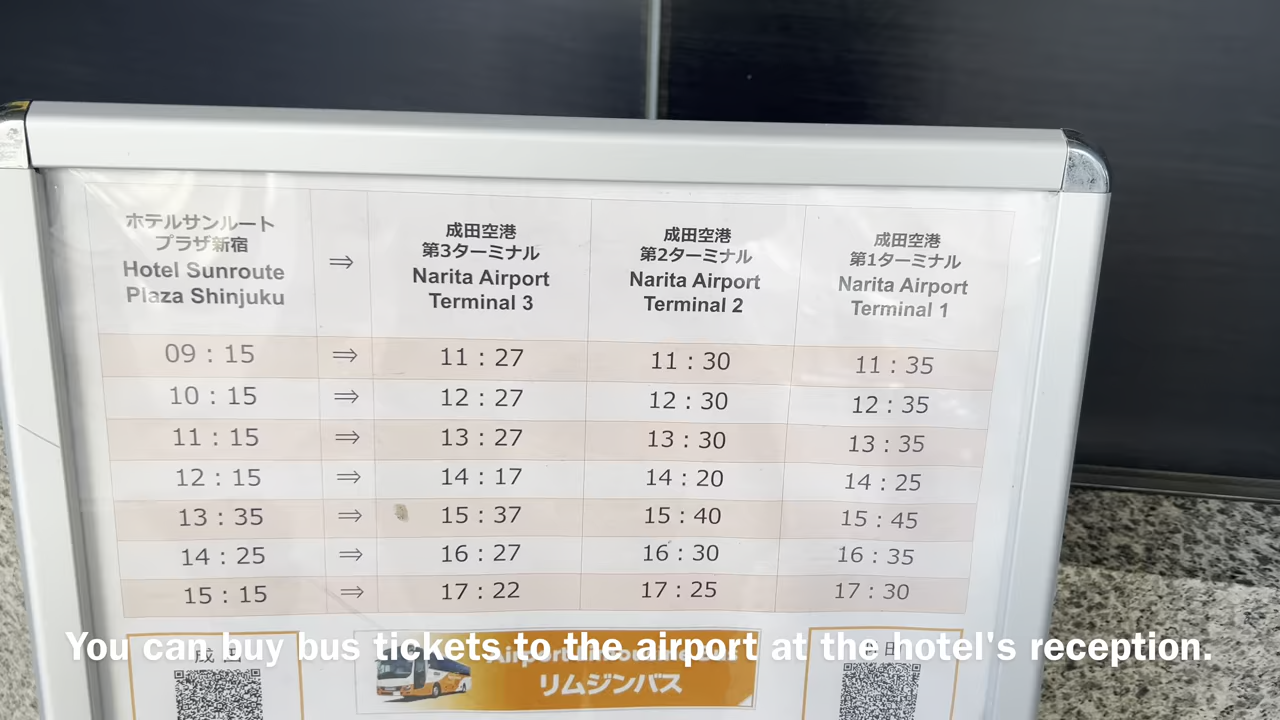 ホテルサンルート
プラザ新宿
Hotel Sunroute
Plaza Shinjuku
⇒
成田空港
第3ターミナル
Narita Airport
Terminal 3
成田空港
第2ターミナル
Narita Airport
Terminal 2
成田空港
第1ターミナル
Narita Airport
Terminal 1
09：15 ⇒ 11：27 11：30 11：35
10：15 ⇒ 12：27 12：30 12：35
11：15 ⇒ 13：27 13：30 13：35
12：15 ⇒ 14：17 14：20 14：25
13：35 ⇒ 15：37 15：40 15：45
14：25 ⇒ 16：27 16：30 16：35
15：15 ⇒ 17：22 17：25 17：30
You can buy bus tickets to the airport at the hotel's reception.
成田
Airport Limousine Bus
リムジンバス